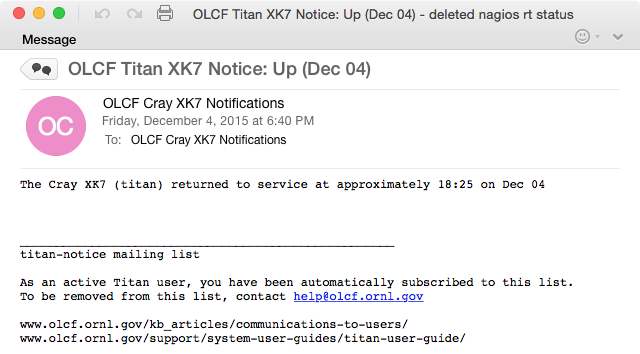 OLCF Titan XK7 Notice: Up (Dec 04) - deleted nagios rt status
Message
OLCF Titan XK7 Notice: Up (Dec 04)
OC
OLCF Cray XK7 Notifications
Friday, December 4, 2015 at 6:40 PM
To: OLCF Cray XK7 Notifications
The Cray XK7 (titan) returned to service at approximately 18:25 on Dec 04
titan-notice mailing list
As an active Titan user, you have been automatically subscribed to this list.
To be removed from this list, contact help@olcf.ornl.gov
www.olcf.ornl.gov/kb_articles/communications-to-users/
www.olcf.ornl.gov/support/system-user-guides/titan-user-guide/